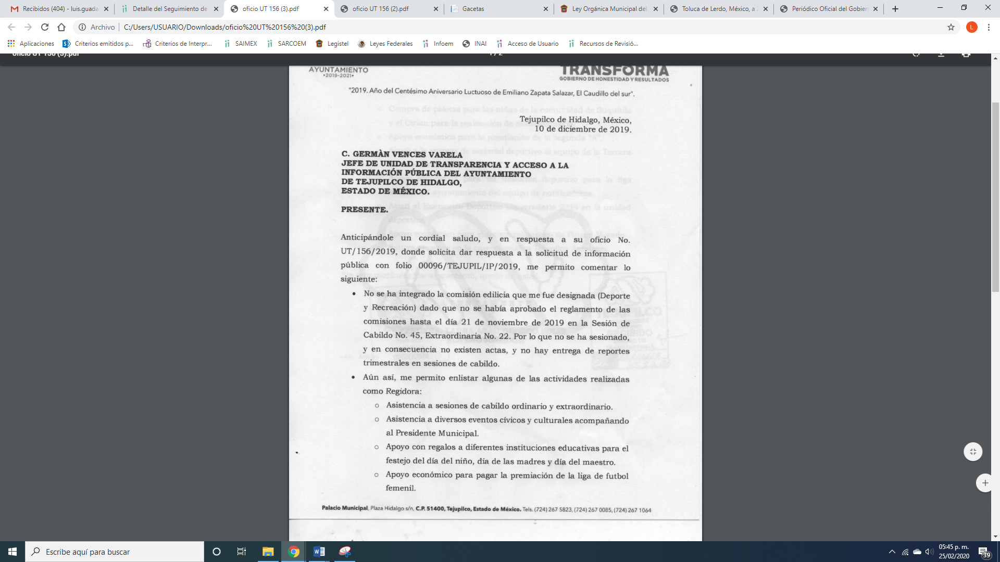 Recibidos (404) - luis.guada
Detalle del Seguimiento de
oficio UT 156 (3).pdf
oficio UT 156 (2).pdf
Gacetas
Ley Orgánica Municipal del
Toluca de Lerdo, México, a
Periódico Oficial del Gobier
Archivo
C:/Users/USUARIO/Downloads/oficio%20UT%20156%20(3).pdf
L
Aplicaciones
Criterios emitidos p...
Criterios de Interpr...
SAIMEX
SARCOEM
Legistel
Leyes Federales
Infoem
INAI
Acceso de Usuario
Recursos de Revisió...
oficio UT 156 (3).pdf
1 / 2
AYUNTAMIENTO
•2019-2021•
TRANSFORMA
GOBIERNO DE HONESTIDAD Y RESULTADOS
"2019. Año del Centésimo Aniversario Luctuoso de Emiliano Zapata Salazar, El Caudillo del sur".
Tejupilco de Hidalgo, México,
10 de diciembre de 2019.
C. GERMÀN VENCES VARELA
JEFE DE UNIDAD DE TRANSPARENCIA Y ACCESO A LA
INFORMACIÓN PÚBLICA DEL AYUNTAMIENTO
DE TEJUPILCO DE HIDALGO,
ESTADO DE MÉXICO.
PRESENTE.
Anticipándole un cordial saludo, y en respuesta a su oficio No.
UT/156/2019, donde solicita dar respuesta a la solicitud de información
pública con folio 00096/TEJUPIL/IP/2019, me permito comentar lo
siguiente:
• No se ha integrado la comisión edilicia que me fue designada (Deporte
y Recreación) dado que no se había aprobado el reglamento de las
comisiones hasta el día 21 de noviembre de 2019 en la Sesión de
Cabildo No. 45, Extraordinaria No. 22. Por lo que no se ha sesionado,
y en consecuencia no existen actas, y no hay entrega de reportes
trimestrales en sesiones de cabildo.
• Aún así, me permito enlistar algunas de las actividades realizadas
como Regidora:
o Asistencia a sesiones de cabildo ordinario y extraordinario.
o Asistencia a diversos eventos cívicos y culturales acompañando
al Presidente Municipal.
o Apoyo con regalos a diferentes instituciones educativas para el
festejo del día del niño, día de las madres y día del maestro.
o Apoyo económico para pagar la premiación de la liga de futbol
femenil.
Palacio Municipal, Plaza Hidalgo s/n, C.P. 51400, Tejupilco, Estado de México. Tels. (724) 267 5823, (724) 267 0085, (724) 267 1064
Escribe aquí para buscar
05:45 p. m.
25/02/2020
39